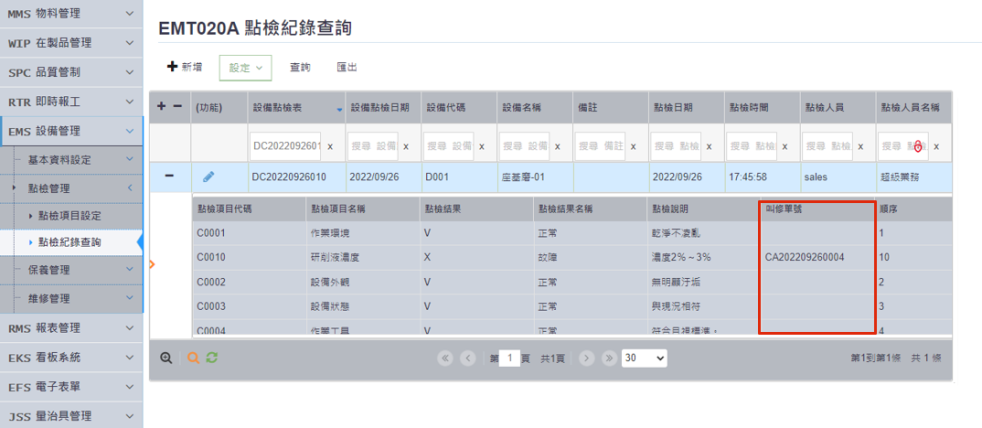 MMS 物料管理
WIP 在製品管理
SPC 品質管制
RTR 即時報工
EMS 設備管理
基本資料設定
點檢管理
點檢項目設定
點檢紀錄查詢
保養管理
維修管理
RMS 報表管理
EKS 看板系統
EFS 電子表單
JSS 量治具管理
EMT020A 點檢紀錄查詢
新增 設定 查詢 匯出
(功能) 設備點檢表 設備點檢日期 設備代碼 設備名稱 備註 點檢日期 點檢時間 點檢人員 點檢人員名稱
DC2022092601 x 搜尋 設備 x 搜尋 設備 x 搜尋 設備 x 搜尋 備註 x 搜尋 點檢 x 搜尋 點檢 x 搜尋 點檢 x 搜尋 點檢 x
DC20220926010 2022/09/26 D001 座基磨-01 2022/09/26 17:45:58 sales 超級業務
點檢項目代碼 點檢項目名稱 點檢結果 點檢結果名稱 點檢說明 叫修單號 順序
C0001 作業環境 V 正常 乾淨不凌亂 1
C0010 研削液濃度 X 故障 濃度2%～3% CA202209260004 10
C0002 設備外觀 V 正常 無明顯汙垢 2
C0003 設備狀態 V 正常 與現況相符 3
C0004 作業工具 V 正常 符合目視標準， 4
第 1 頁 共1頁 30 第1到第1條 共 1 條